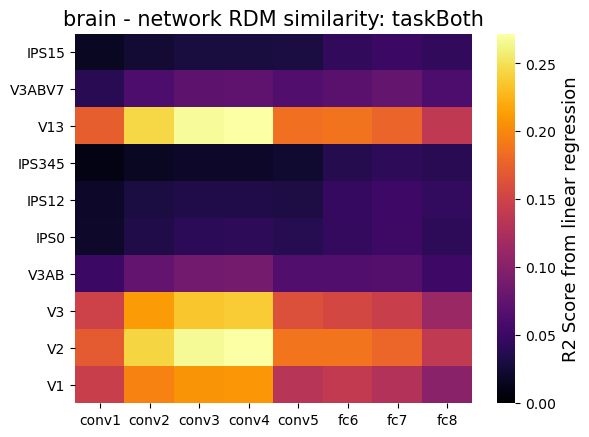 brain - network RDM similarity: taskBoth
IPS15
V3ABV7
V13
IPS345
IPS12
IPS0
V3AB
V3
V2
V1
conv1 conv2 conv3 conv4 conv5 fc6 fc7 fc8
0.25
0.20
0.15
0.10
0.05
0.00
R2 Score from linear regression